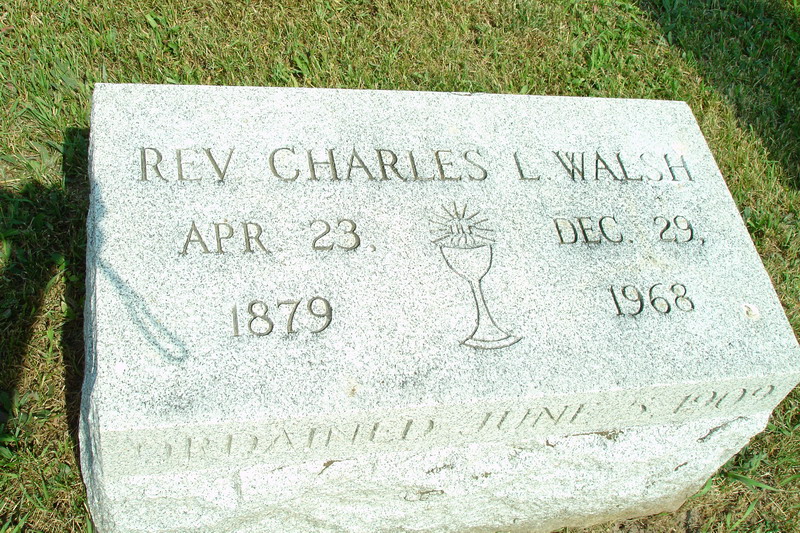 REV. CHARLES L. WALSH
APR. 23, DEC. 29,
1879 1968
ORDAINED JUNE 5, 1909